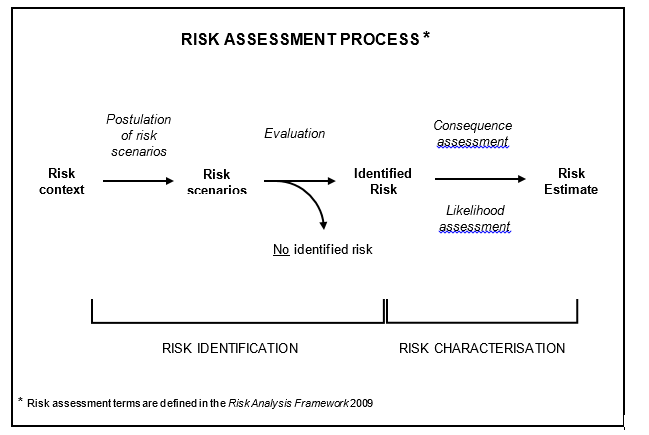 RISK ASSESSMENT PROCESS *
Postulation
of risk
scenarios
Evaluation
Consequence
assessment
Risk
context
Risk
scenarios
Identified
Risk
Risk
Estimate
Likelihood
assessment
No identified risk
RISK IDENTIFICATION
RISK CHARACTERISATION
* Risk assessment terms are defined in the Risk Analysis Framework 2009